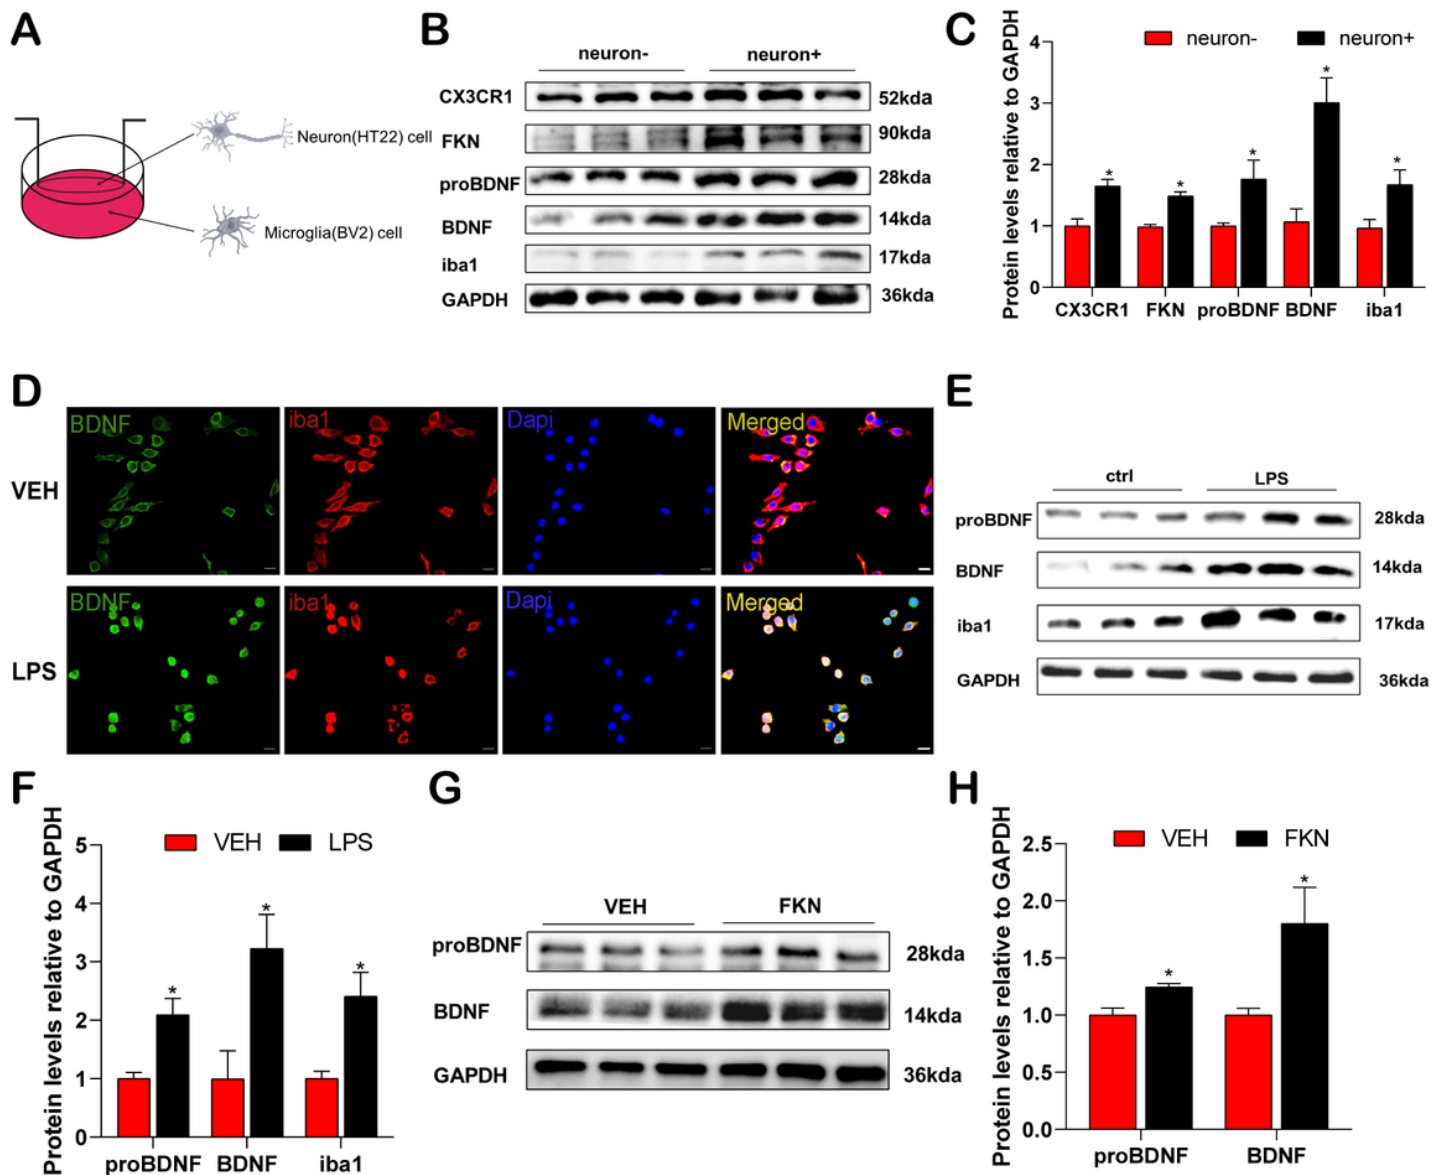 A
Neuron(HT22) cell
Microglia(BV2) cell
B
neuron- neuron+
CX3CR1 52kda
FKN 90kda
proBDNF 28kda
BDNF 14kda
iba1 17kda
GAPDH 36kda
C
neuron- neuron+
Protein levels relative to GAPDH
4
3
2
1
0
* * * * *
CX3CR1 FKN proBDNF BDNF iba1
D
BDNF iba1 Dapi Merged
VEH
BDNF iba1 Dapi Merged
LPS
E
ctrl LPS
proBDNF 28kda
BDNF 14kda
iba1 17kda
GAPDH 36kda
F
VEH LPS
Protein levels relative to GAPDH
5
4
3
2
1
0
* * *
proBDNF BDNF iba1
G
VEH FKN
proBDNF 28kda
BDNF 14kda
GAPDH 36kda
H
VEH FKN
Protein levels relative to GAPDH
2.5
2.0
1.5
1.0
0.5
0.0
* *
proBDNF BDNF